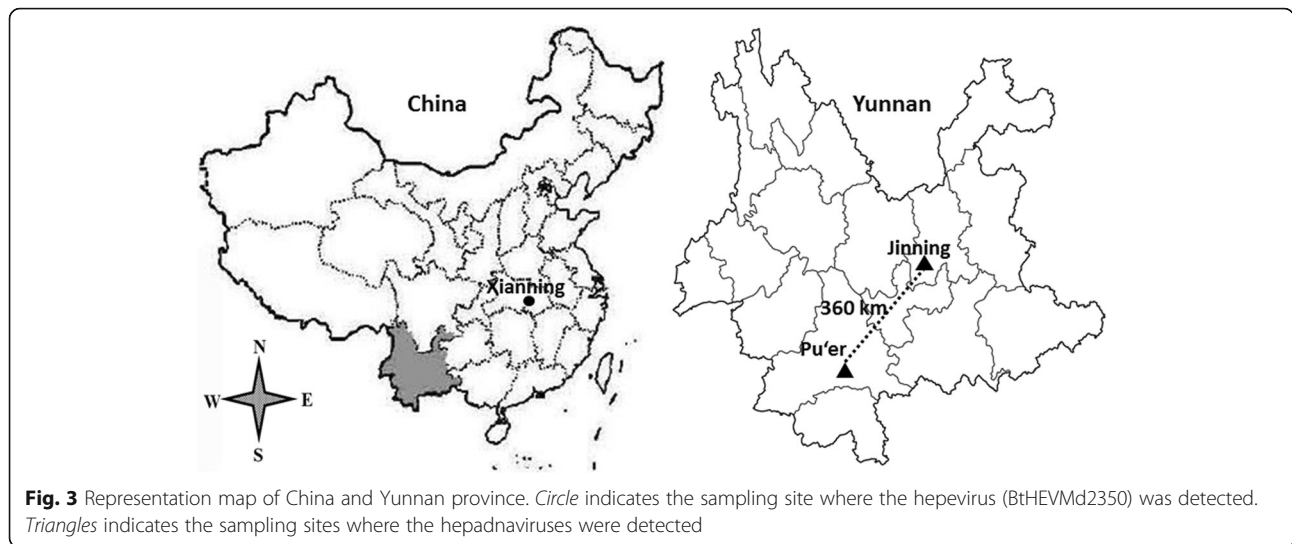 China
Xianning
N
W E
S
Yunnan
Jinning
360 km
Pu'er
Fig. 3 Representation map of China and Yunnan province. Circle indicates the sampling site where the hepevirus (BtHEVMd2350) was detected.
Triangles indicates the sampling sites where the hepadnaviruses were detected